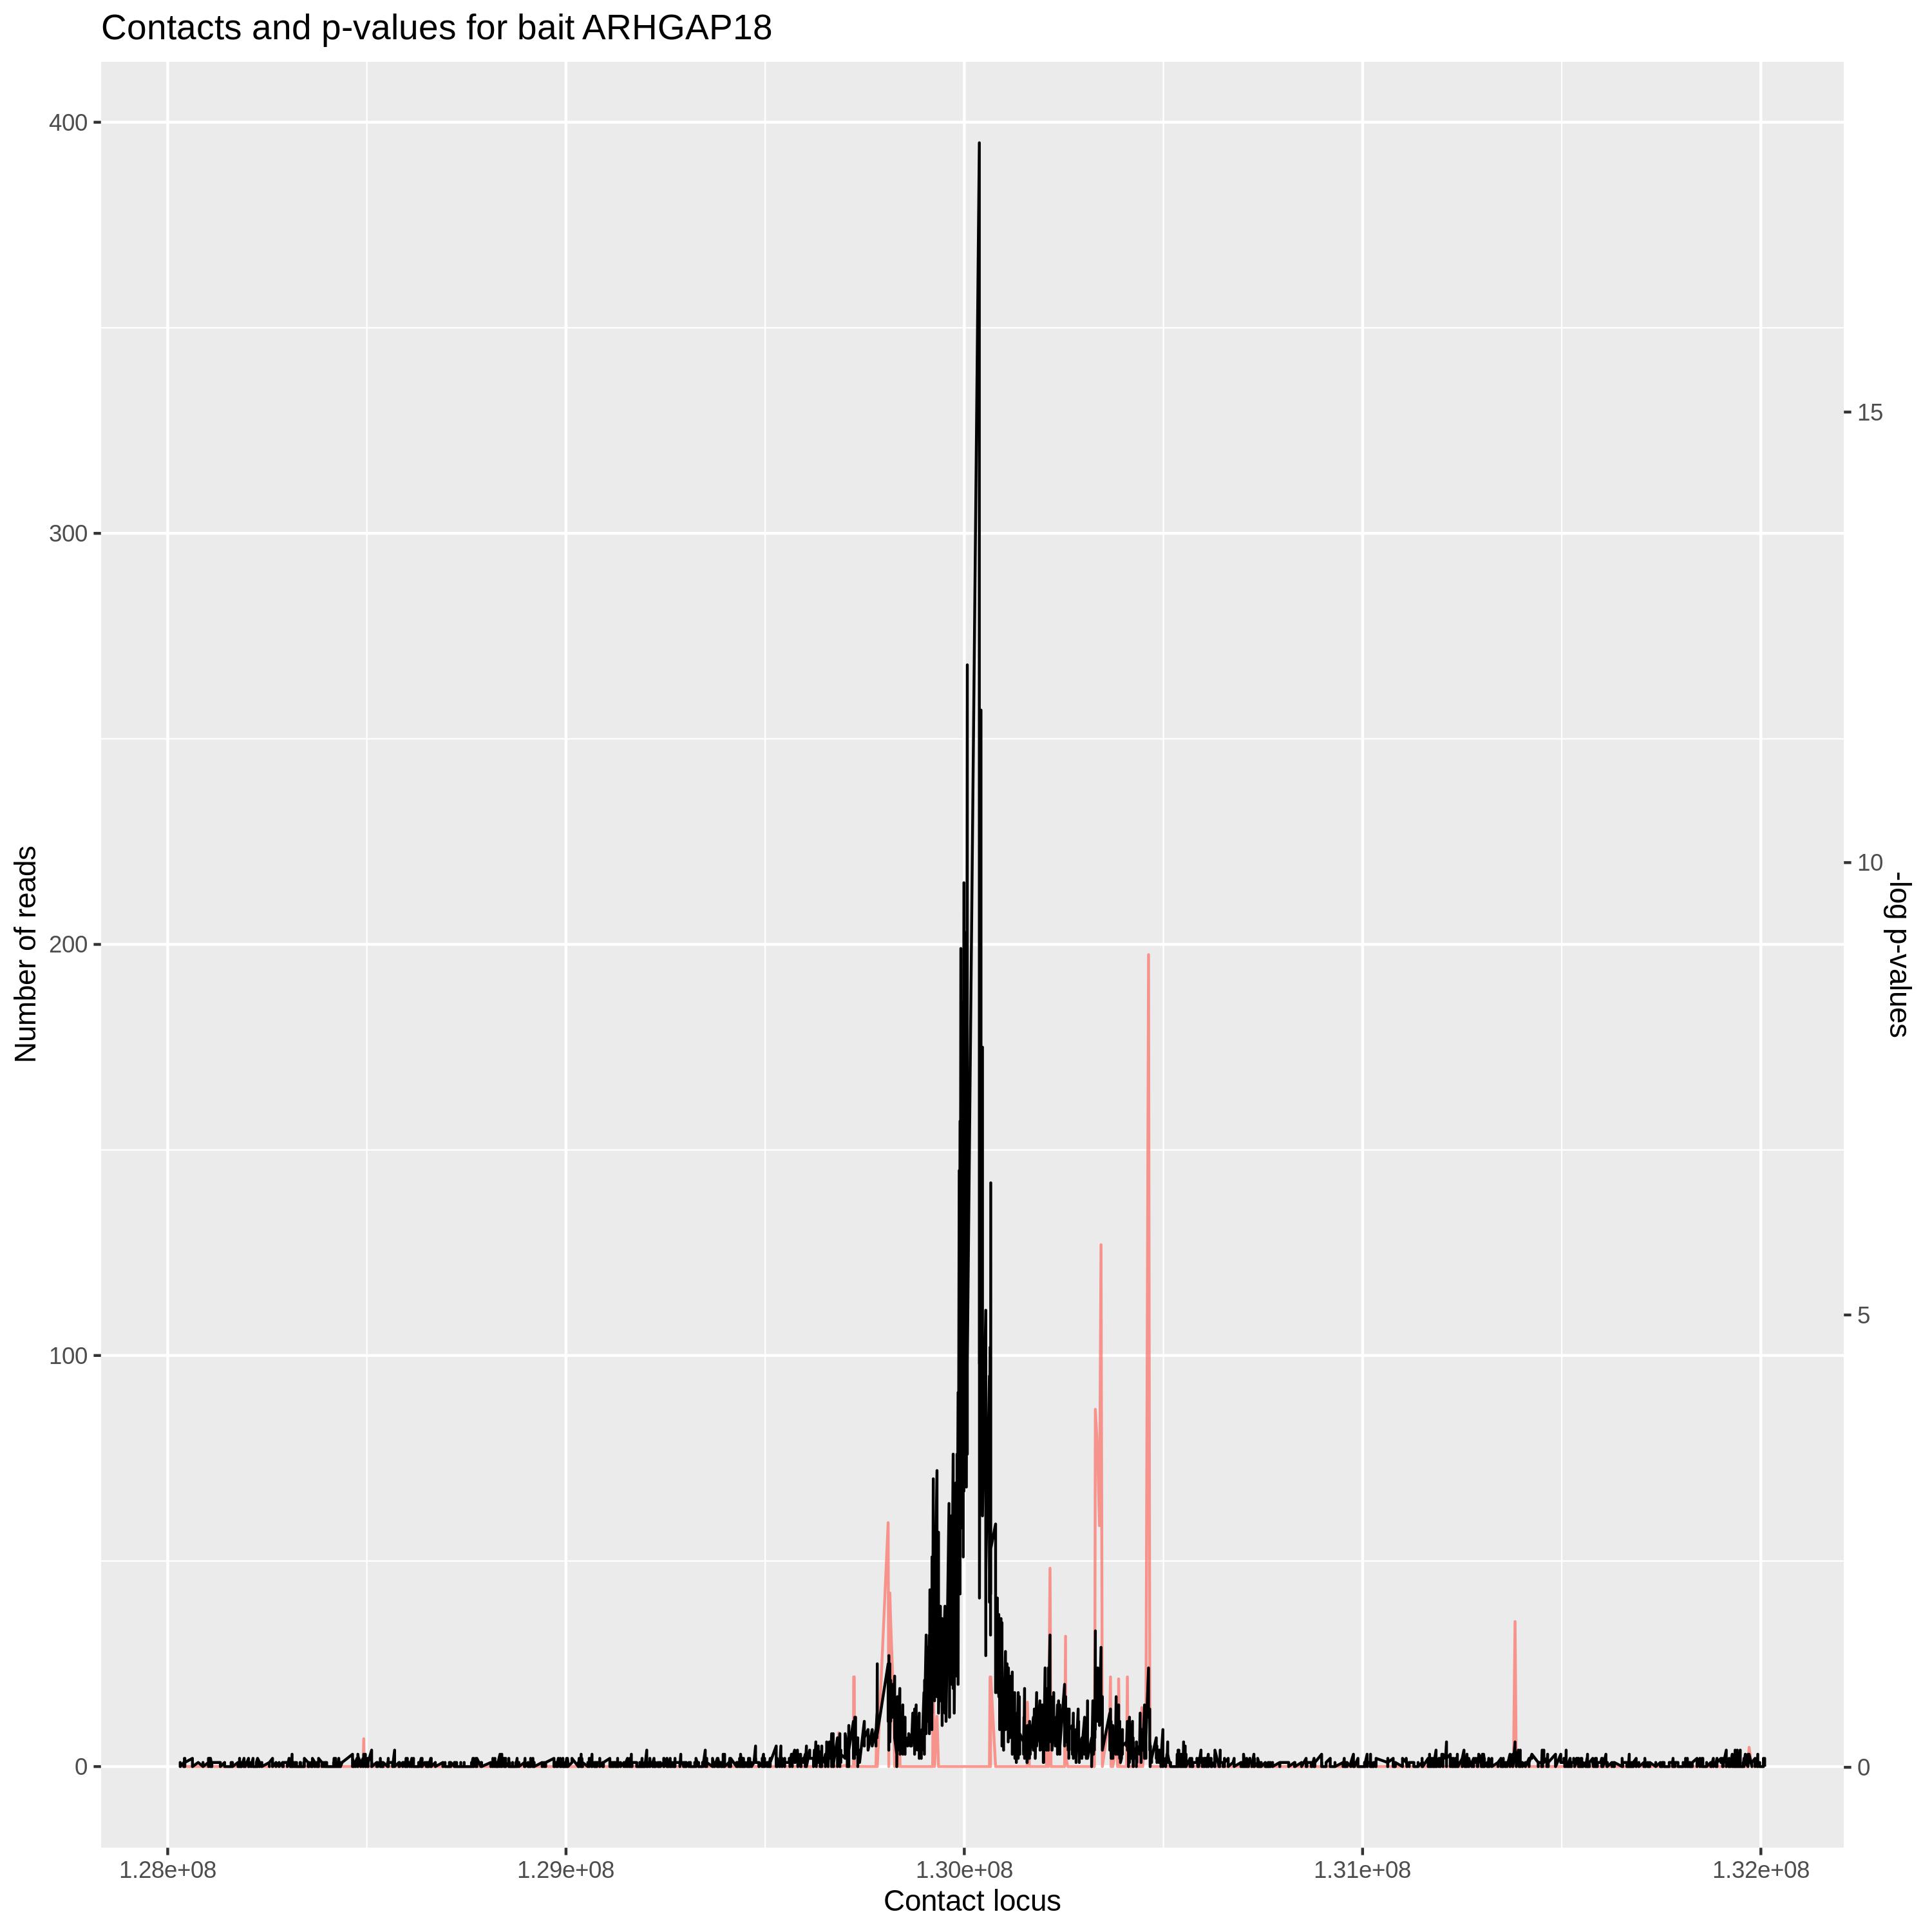 Contacts and p-values for bait ARHGAP18
400
300
200
100
0
Number of reads
15
10
5
0
-log p-values
1.28e+08
1.29e+08
1.30e+08
1.31e+08
1.32e+08
Contact locus